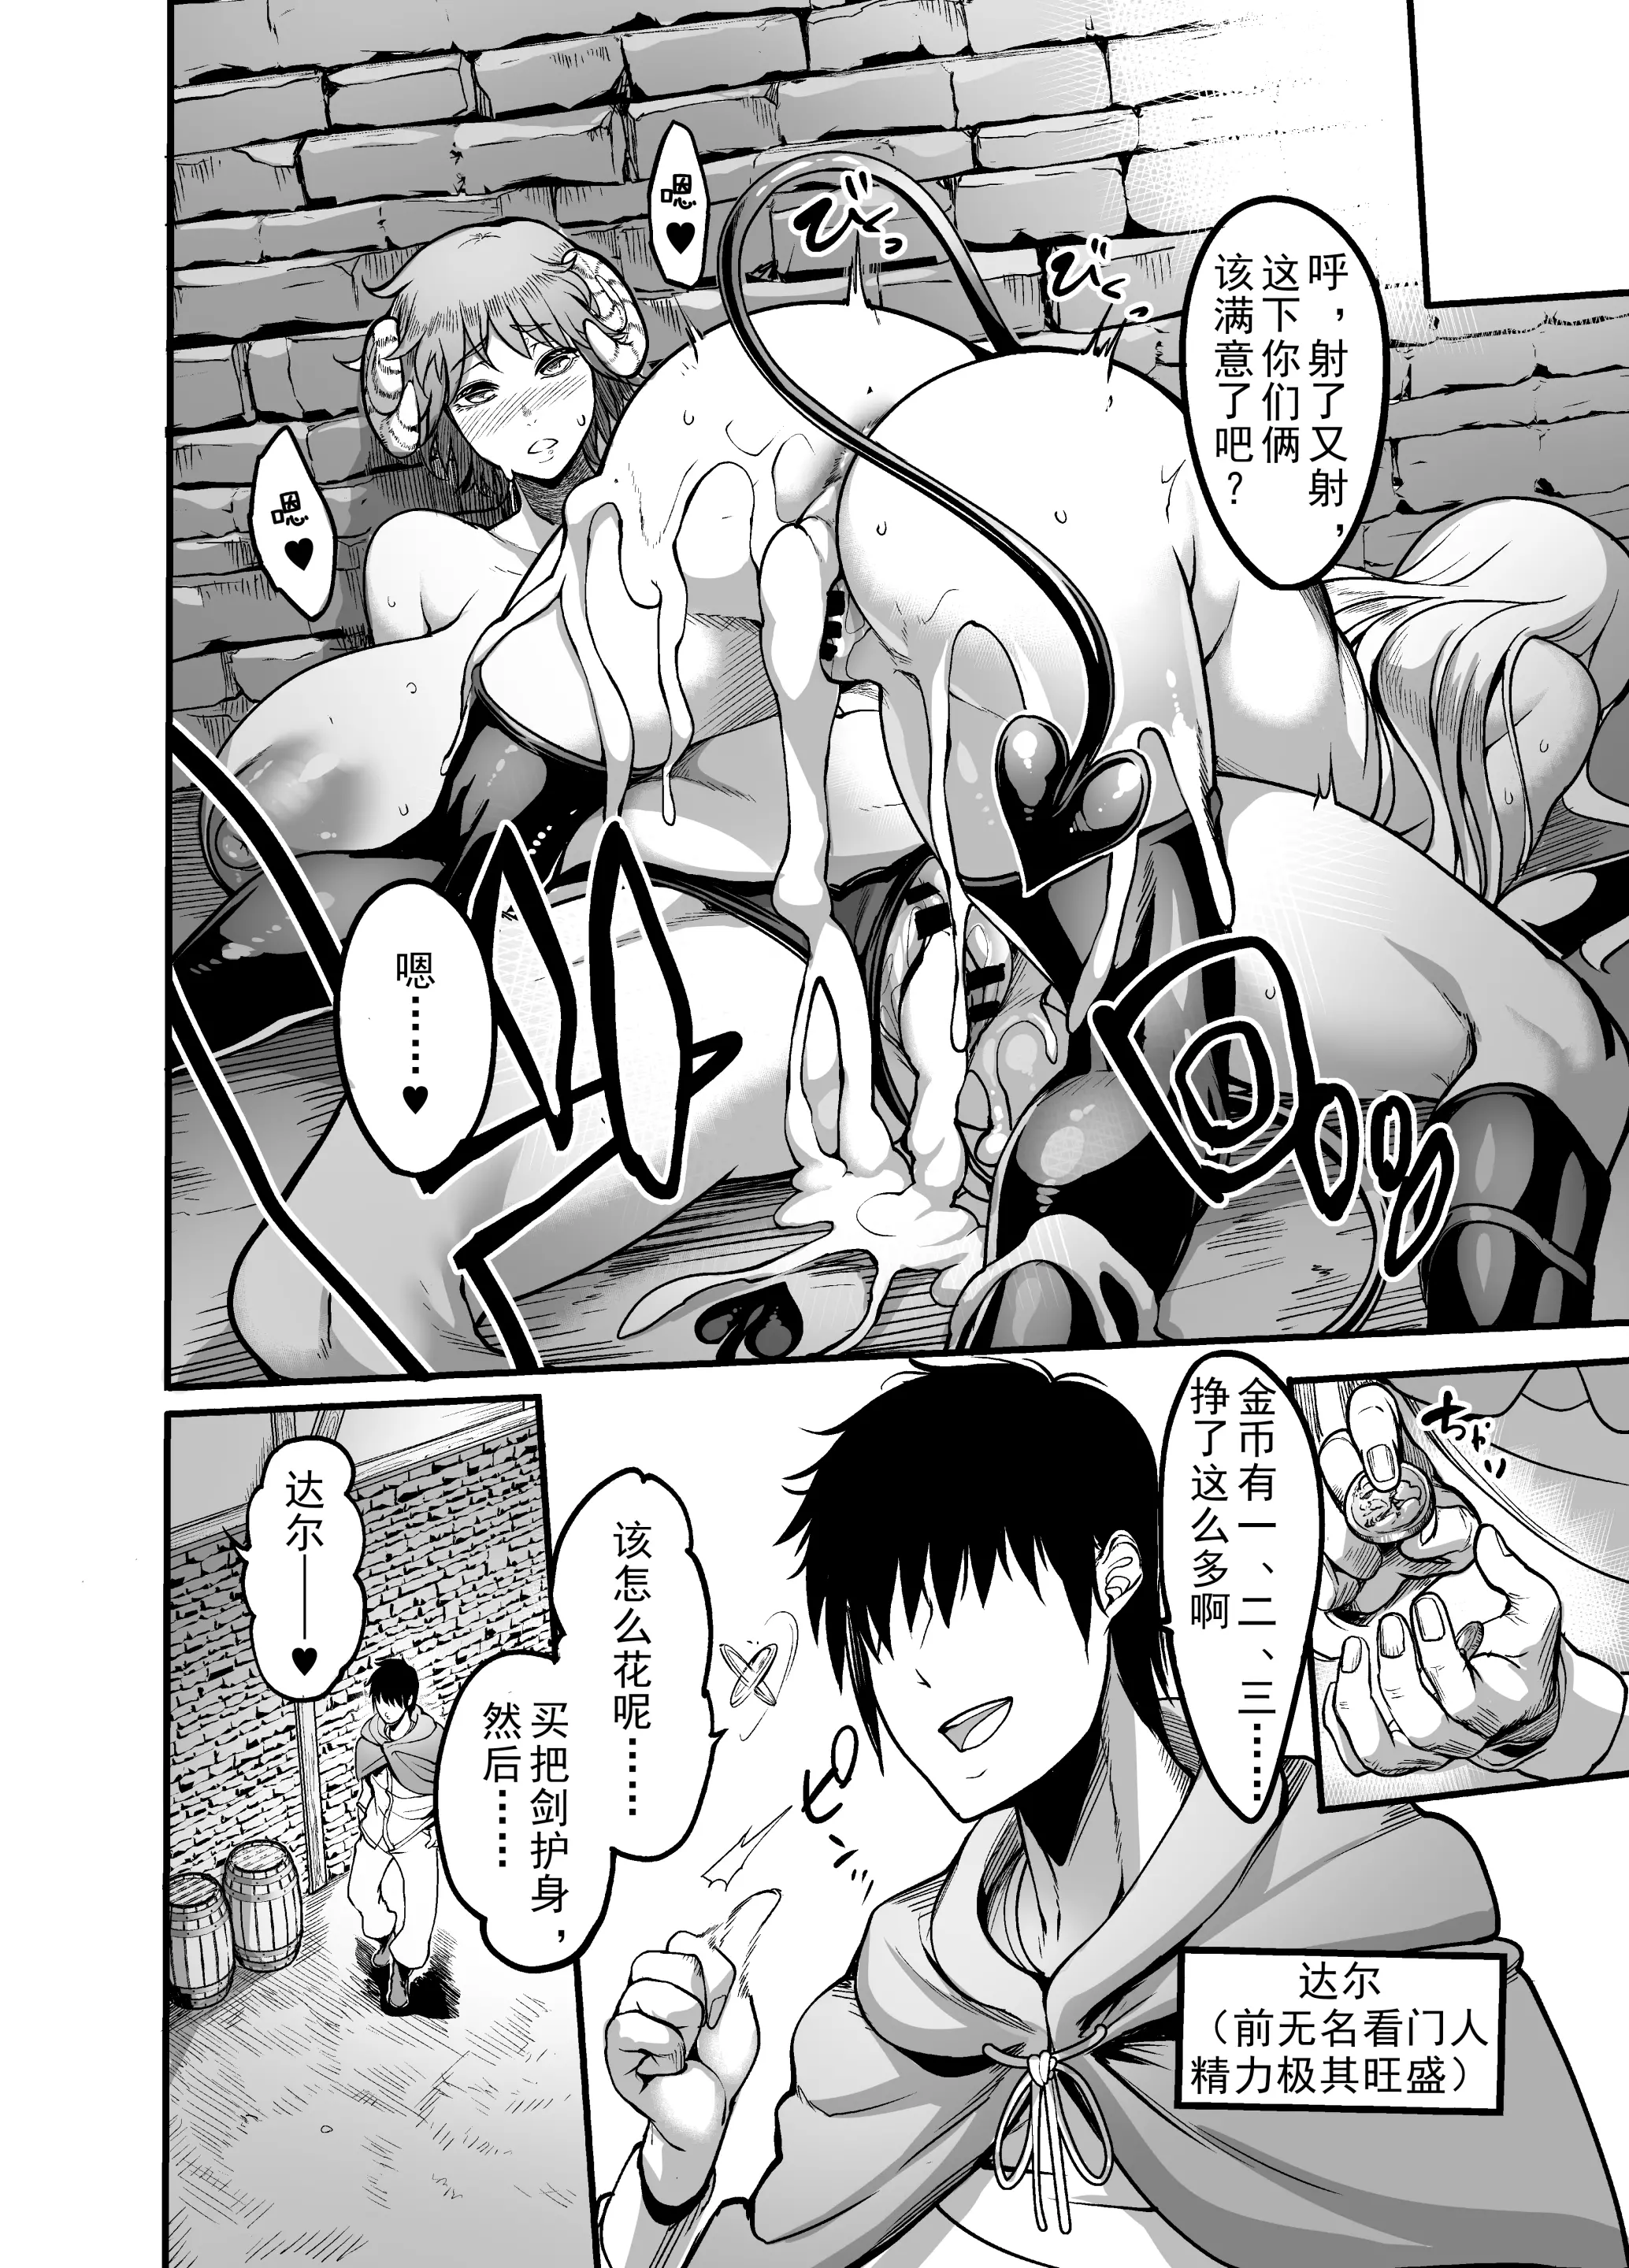 呼，射了又射，
这下你们俩
该满意了吧？
びくっ
びくっ
嗯♥
嗯♥
嗯……♥
金币有一、二、三……
挣了这么多啊
ちゃりっ
ピッ
达尔
（前无名看门人
精力极其旺盛）
该怎么花呢……
买把剑护身，
然后……
达尔——♥